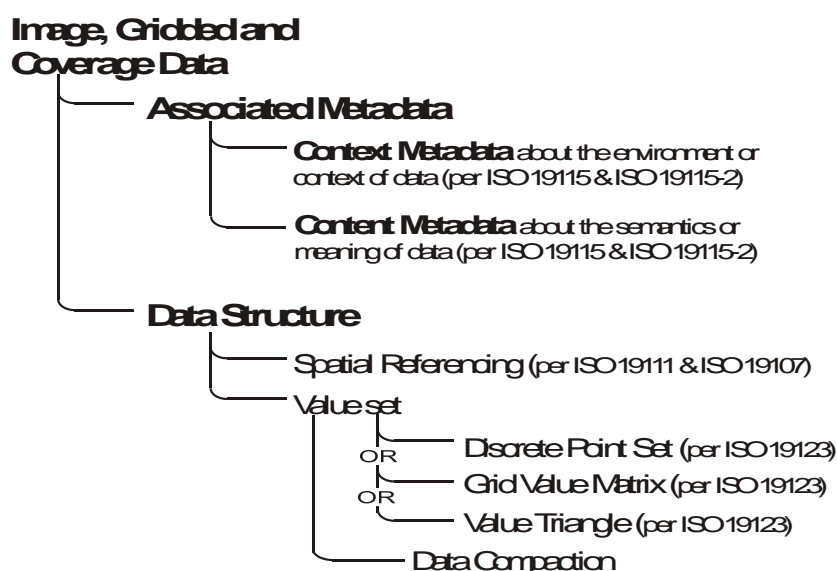 Image, Gridded and
Coverage Data
Associated Metadata
Context Metadata about the environment or
context of data (per ISO 19115 & ISO 19115-2)
Content Metadata about the semantics or
meaning of data (per ISO 19115 & ISO 19115-2)
Data Structure
Spatial Referencing (per ISO 19111 & ISO 19107)
Value set
Discrete Point Set (per ISO 19123)
OR
Grid Value Matrix (per ISO 19123)
OR
Value Triangle (per ISO 19123)
Data Compaction